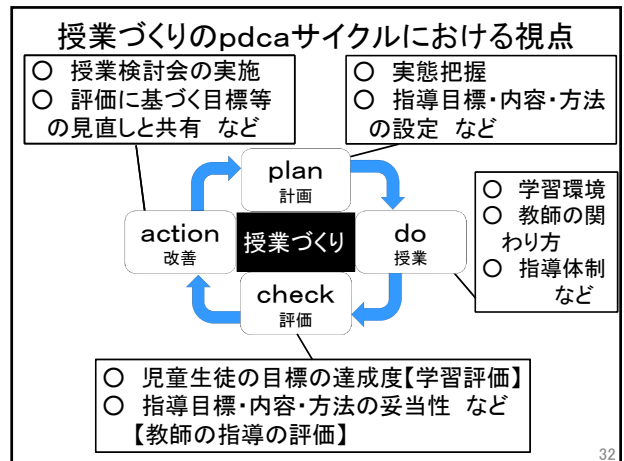 授業づくりのpdcaサイクルにおける視点
○ 授業検討会の実施
○ 評価に基づく目標等
の見直しと共有 など
○ 実態把握
○ 指導目標・内容・方法
の設定 など
plan
計画
○ 学習環境
○ 教師の関
わり方
○ 指導体制
など
action
改善
授業づくり
do
授業
check
評価
○ 児童生徒の目標の達成度【学習評価】
○ 指導目標・内容・方法の妥当性 など
【教師の指導の評価】
32